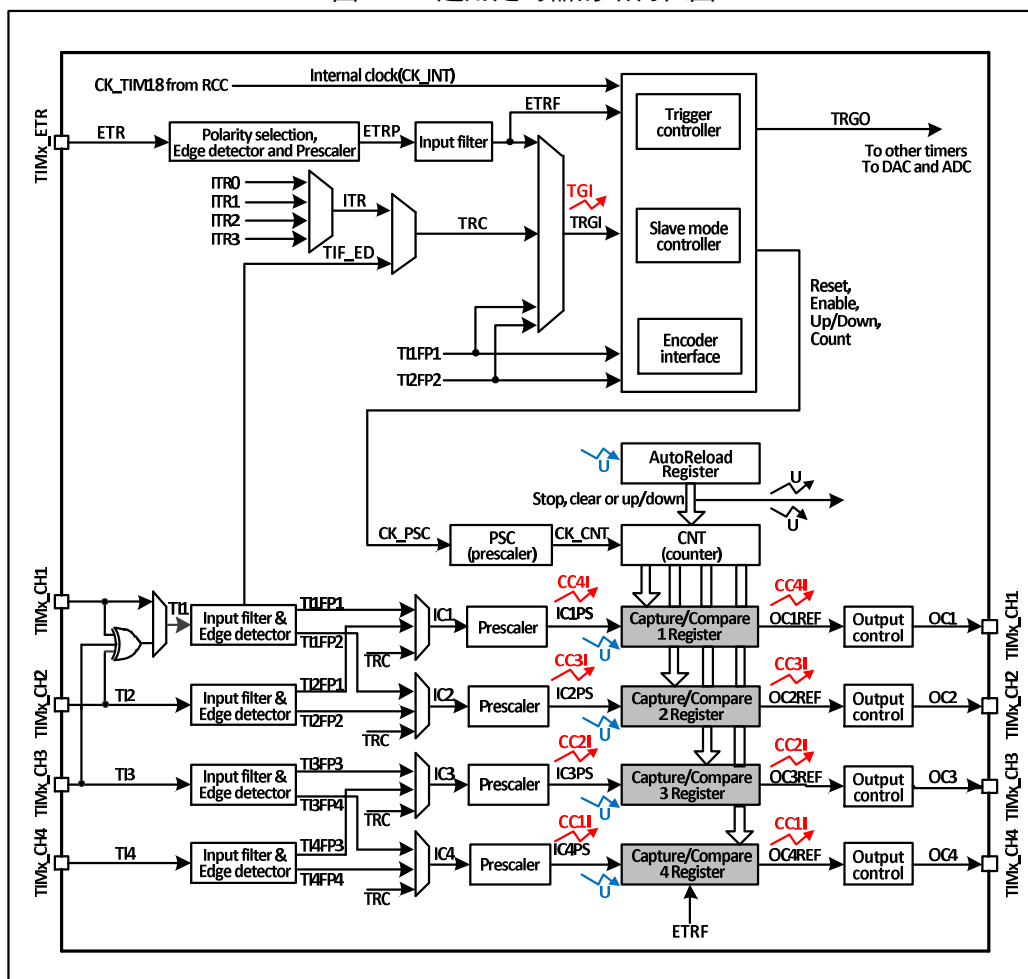 CK_TIM18 from RCC
Internal clock(CK_INT)
ETRF
TIMx_ETR
ETR
Polarity selection,
Edge detector and Prescaler
ETRP
Input filter
Trigger
controller
TRGO
To other timers
To DAC and ADC
ITR0
ITR1
ITR2
ITR3
ITR
TIF_ED
TRC
TGI
TRGI
Slave mode
controller
Reset,
Enable,
Up/Down,
Count
Encoder
interface
TI1FP1
TI2FP2
U
AutoReload
Register
Stop, clear or up/down
U
U
CK_PSC
PSC
(prescaler)
CK_CNT
CNT
(counter)
TIMx_CH1
TI1
Input filter &
Edge detector
TI1FP1
TI1FP2
TRC
IC1
Prescaler
CC4I
IC1PS
U
Capture/Compare
1 Register
CC4I
OC1REF
Output
control
OC1
TIMx_CH1
TIMx_CH2
TI2
Input filter &
Edge detector
TI2FP1
TI2FP2
TRC
IC2
Prescaler
CC3I
IC2PS
U
Capture/Compare
2 Register
CC3I
OC2REF
Output
control
OC2
TIMx_CH2
TIMx_CH3
TI3
Input filter &
Edge detector
TI3FP3
TI3FP4
TRC
IC3
Prescaler
CC2I
IC3PS
U
Capture/Compare
3 Register
CC2I
OC3REF
Output
control
OC3
TIMx_CH3
TIMx_CH4
TI4
Input filter &
Edge detector
TI4FP3
TI4FP4
TRC
IC4
Prescaler
CC1I
IC4PS
U
Capture/Compare
4 Register
CC1I
OC4REF
Output
control
OC4
TIMx_CH4
ETRF